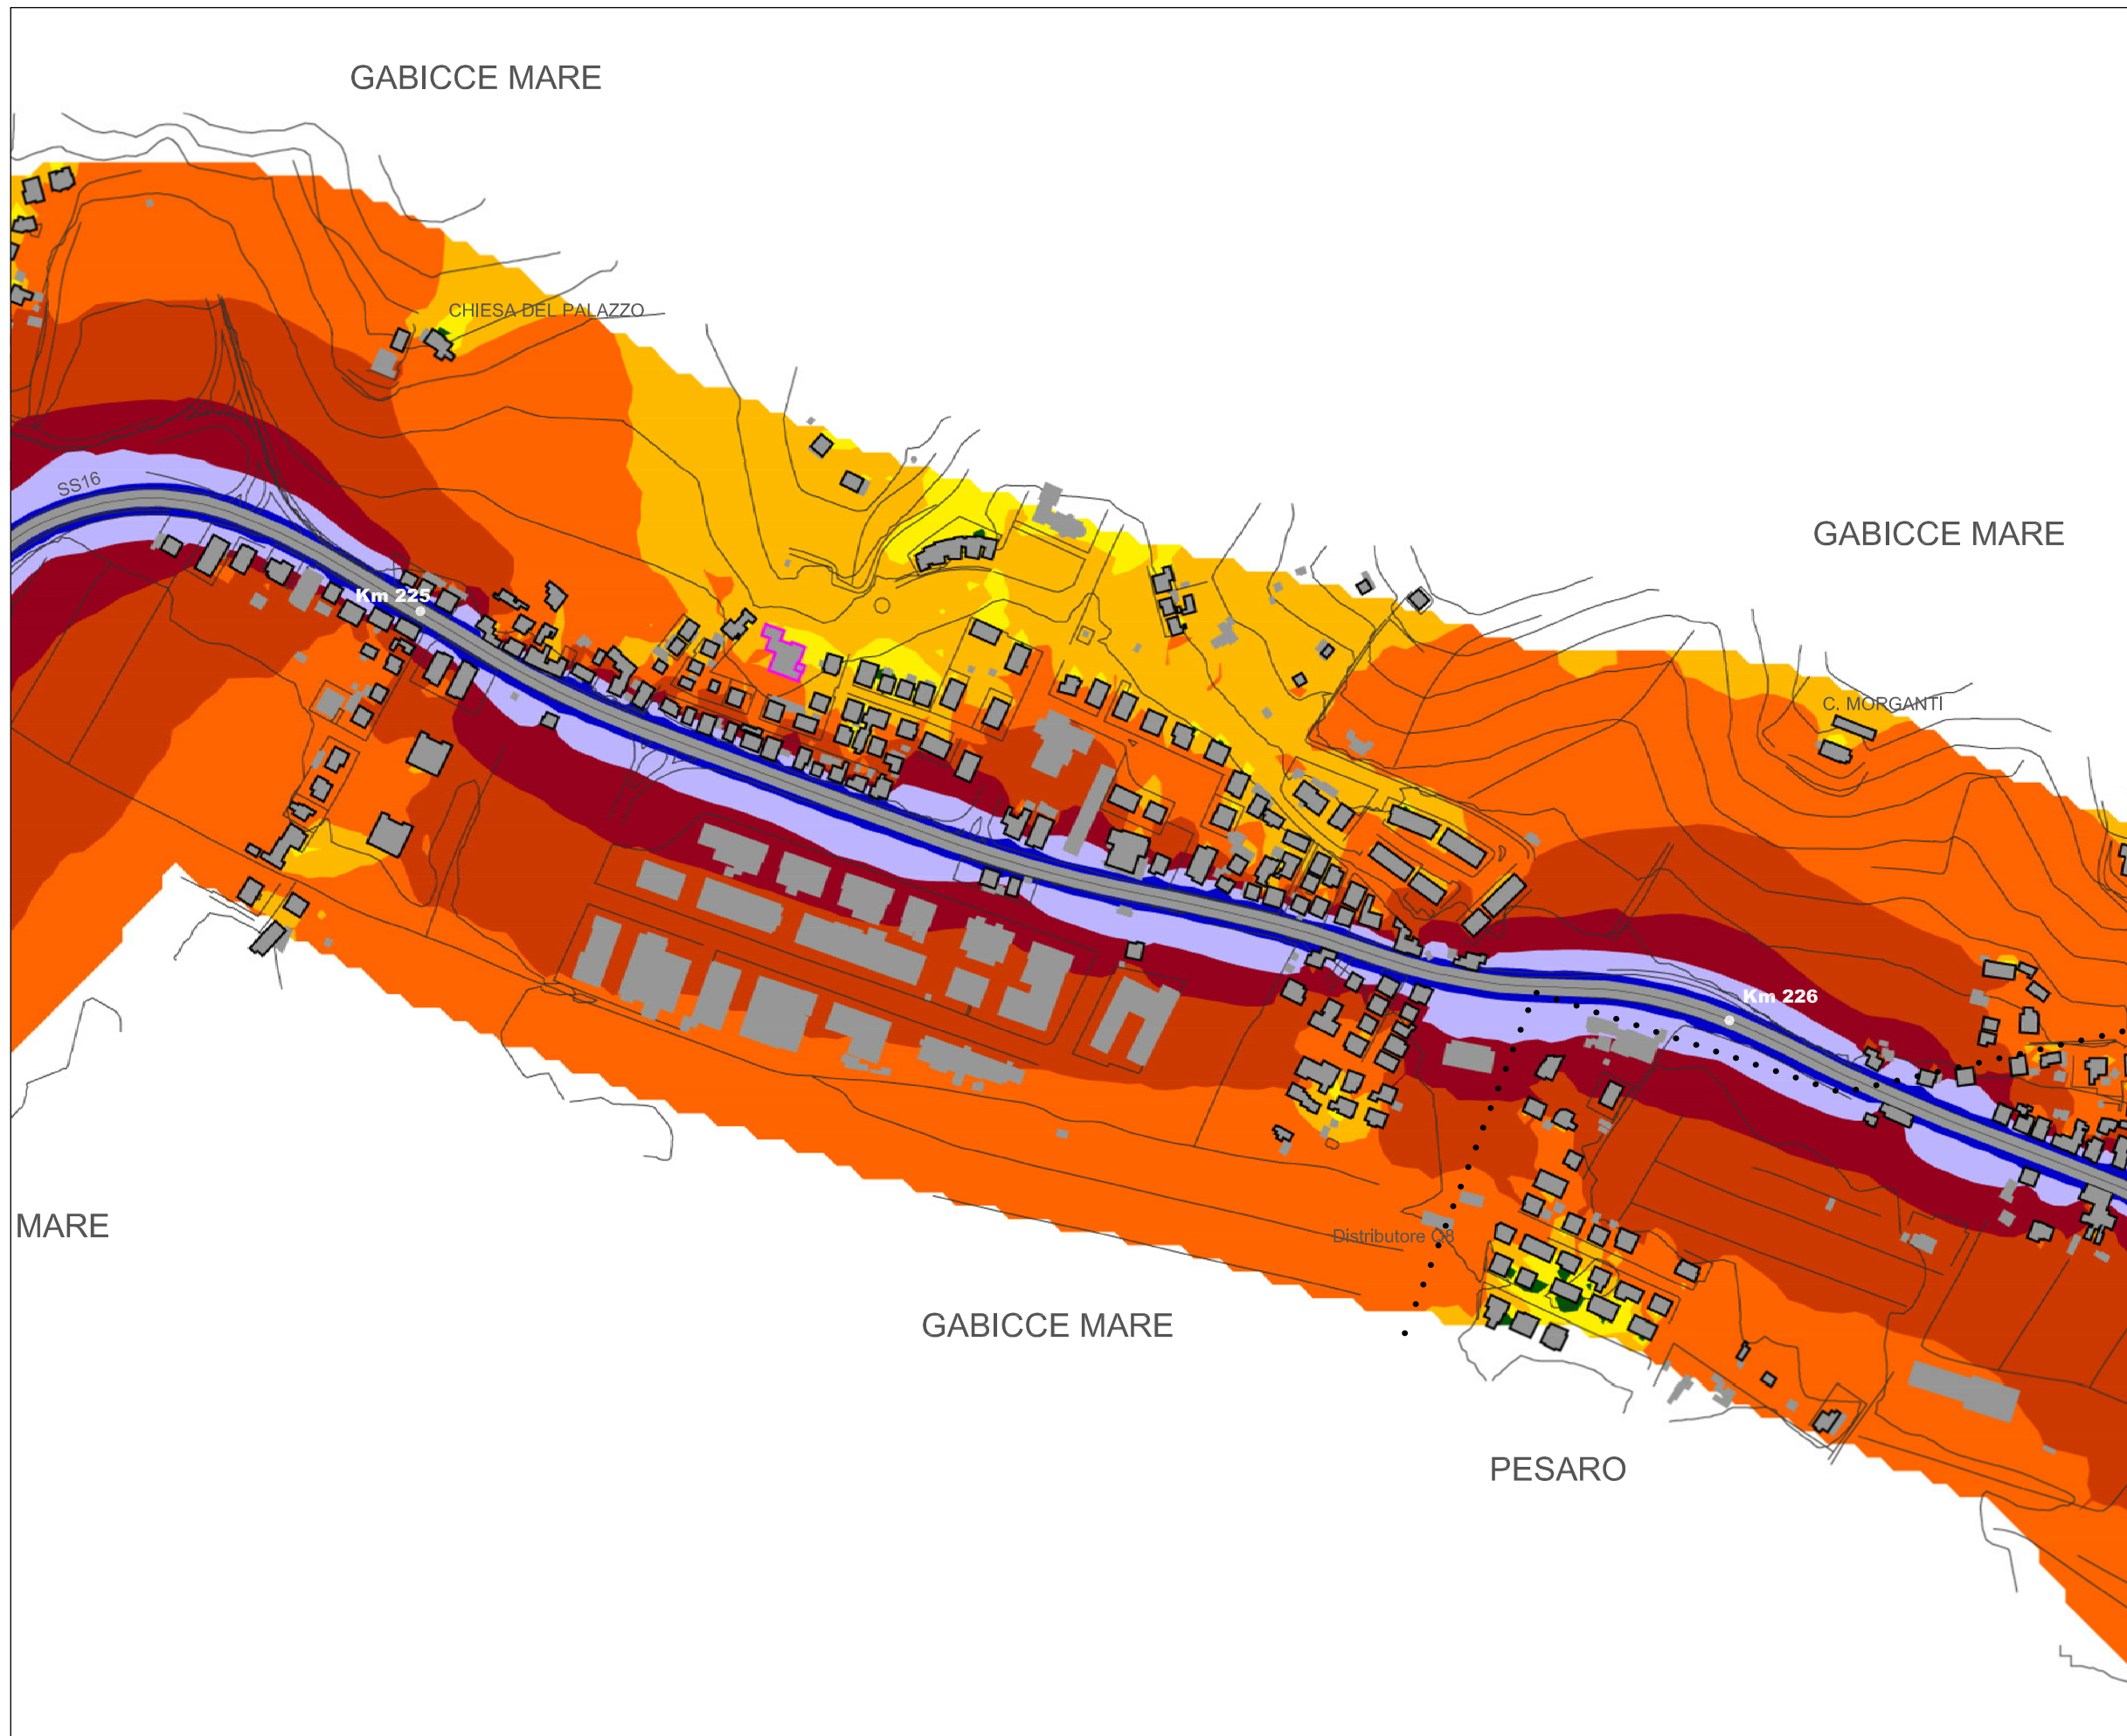 GABICCE MARE
CHIESA DEL PALAZZO
SS16
GABICCE MARE
Km 225
C. MORGANTI
Km 226
MARE
Distributore Q8
GABICCE MARE
PESARO